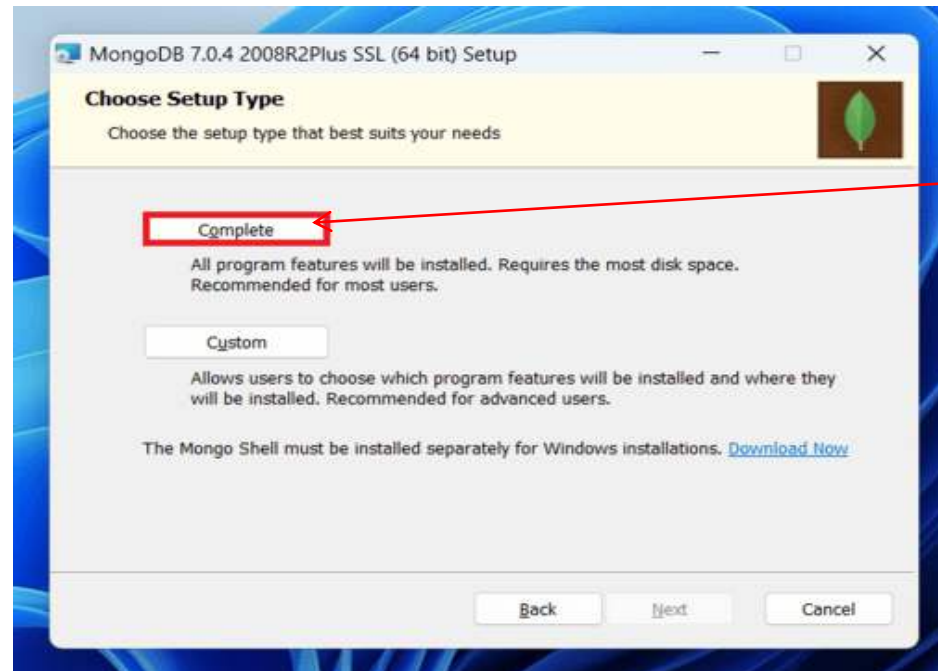 MongoDB 7.0.4 2008R2Plus SSL (64 bit) Setup
Choose Setup Type
Choose the setup type that best suits your needs
Complete
All program features will be installed. Requires the most disk space.
Recommended for most users.
Custom
Allows users to choose which program features will be installed and where they
will be installed. Recommended for advanced users.
The Mongo Shell must be installed separately for Windows installations. Download Now
Back Next Cancel